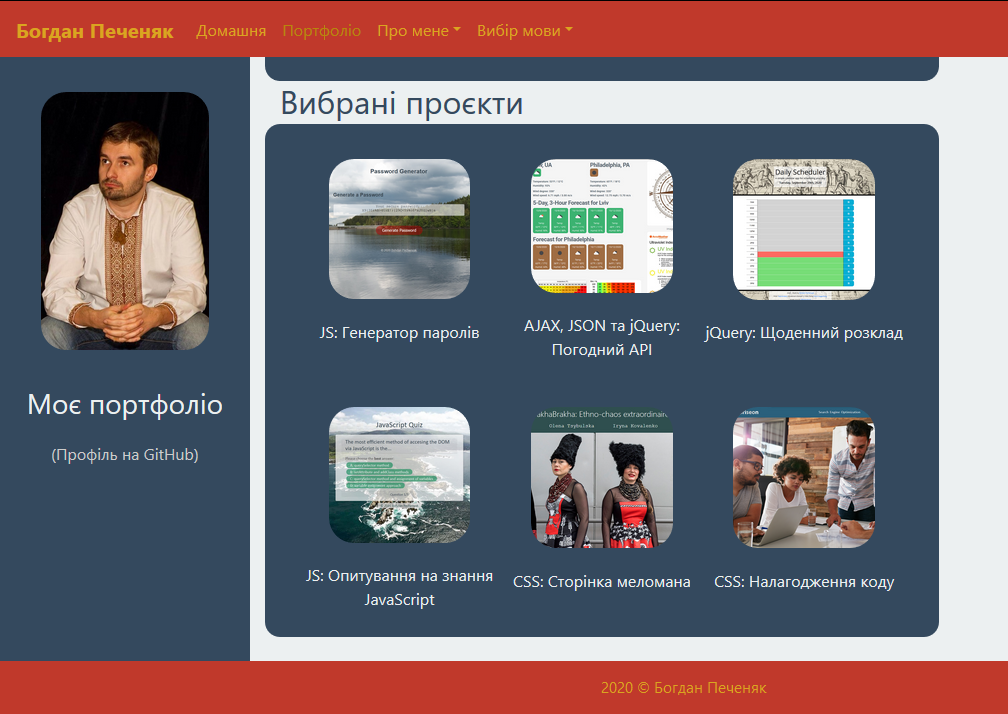 Богдан Печеняк
Домашня
Портфоліо
Про мене
Вибір мови
Моє портфоліо
(Профіль на GitHub)
Вибрані проєкти
Password Generator
Generate a Password
Generate Password
JS: Генератор паролів
, UA
Philadelphia, PA
5-Day, 3-Hour Forecast for Lviv
Forecast for Philadelphia
UV Inde
AJAX, JSON та jQuery:
Погодний API
Daily Scheduler
jQuery: Щоденний розклад
JavaScript Quiz
The most efficient method of accessing the DOM
via JavaScript is the...
JS: Опитування на знання
JavaScript
akhaBrakha: Ethno-chaos extraordinair
Olena Tsybulska
Iryna Kovalenko
CSS: Сторінка меломана
Search Engine Optimization
CSS: Налагодження коду
2020 © Богдан Печеняк